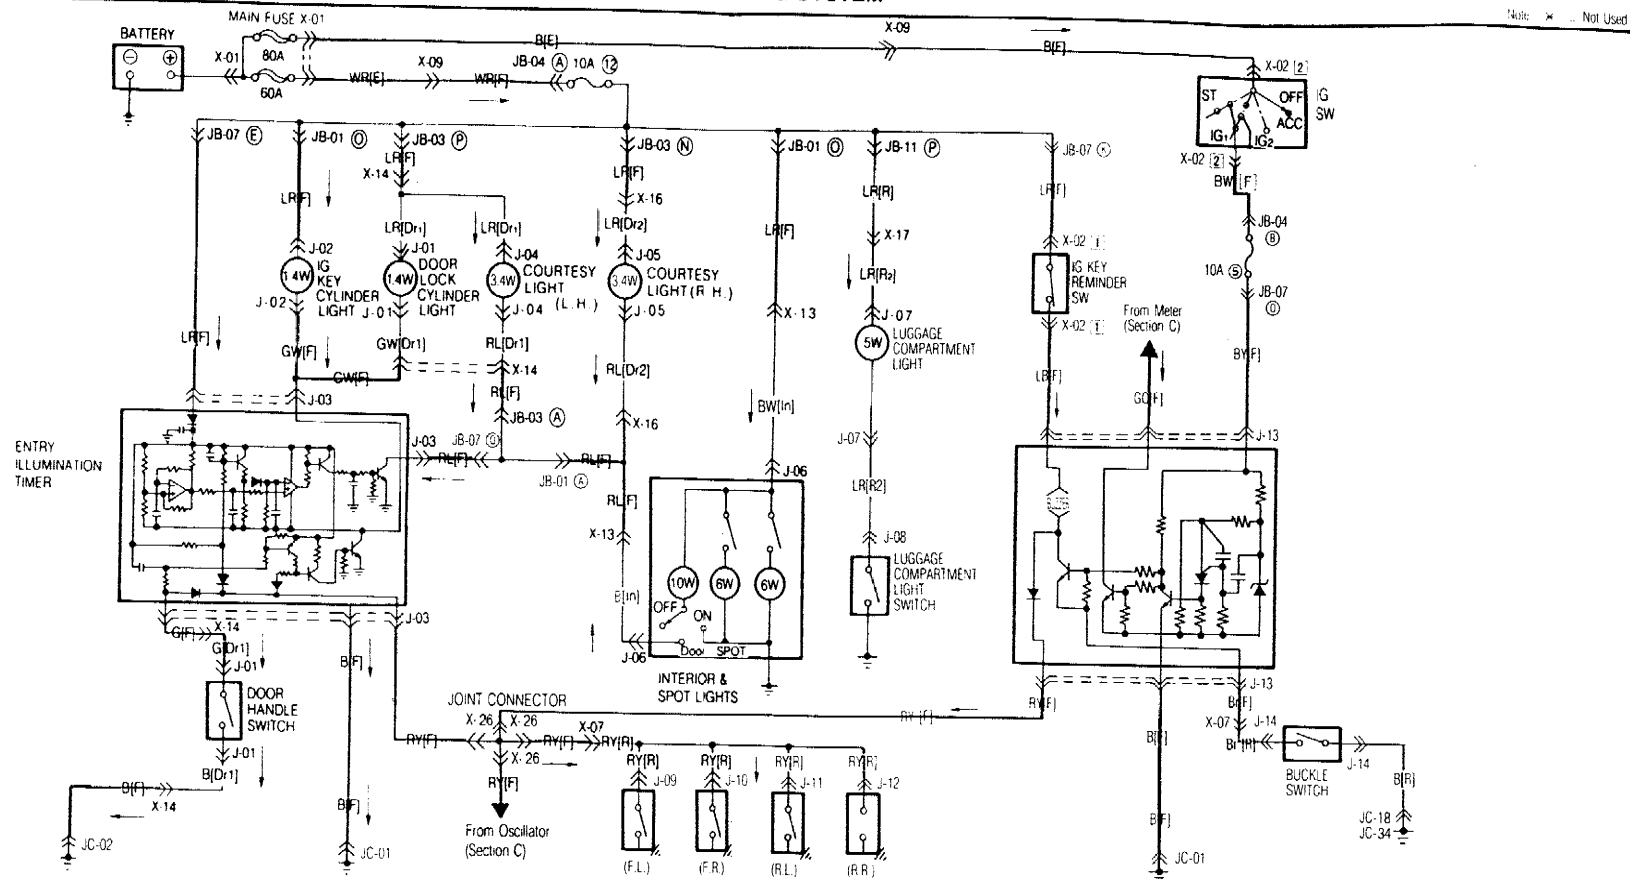 Note ... Not Used
MAIN FUSE X-01
BATTERY
80A
X-01
60A
B[E]
X-09
B[E]
WR[E]
X-09
WR[F]
JB-04 (A)
10A (12)
X-02 [2]
ST
OFF
ACC
IG1
IG2
IG
SW
X-02 [2]
BW[F]
JB-04
(B)
10A
JB-07
BY[F]
JB-07 (E)
JB-01 (O)
JB-03 (P)
JB-03 (N)
JB-01 (O)
JB-11 (P)
JB-07
LR[F]
X-14
LR[F]
LR[F]
X-16
LR[F]
LR[R]
LR[F]
LR[Dr1]
LR[Dr1]
LR[Dr2]
X-17
J-02
J-01
J-04
J-05
LR[R2]
X-02 [1]
1.4W
IG
KEY
CYLINDER
LIGHT
J-02
1.4W
DOOR
LOCK
CYLINDER
LIGHT
J-01
3.4W
COURTESY
LIGHT
(L.H.)
J-04
3.4W
COURTESY
LIGHT (R.H.)
J-05
X-13
J-07
5W
LUGGAGE
COMPARTMENT
LIGHT
IG KEY
REMINDER
SW
X-02 [1]
From Meter
(Section C)
LR[F]
GW[F]
GW[Dr1]
RL[Dr1]
GW[F]
X-14
RL[F]
RL[Dr2]
BW[In]
J-03
JB-03 (A)
X-16
J-07
J-13
ENTRY
ILLUMINATION
TIMER
J-03
JB-07
RL[F]
RL[F]
JB-01 (A)
RL[F]
X-13
J-06
LR[R2]
J-08
LUGGAGE
COMPARTMENT
LIGHT
SWITCH
10W
6W
6W
OFF
ON
Door
SPOT
B[In]
J-06
INTERIOR &
SPOT LIGHTS
J-03
G[F]
X-14
G[Dr1]
J-01
DOOR
HANDLE
SWITCH
J-01
B[Dr1]
B[F]
X-14
JC-02
B[F]
B[F]
JC-01
JOINT CONNECTOR
X-26
X-26
X-07
RY[F]
RY[F]
RY[R]
X-26
RY[F]
From Oscillator
(Section C)
RY[R]
J-09
(F.L.)
RY[R]
J-10
(F.R.)
RY[R]
J-11
(R.L.)
RY[R]
J-12
(R.R.)
RY[F]
RY[F]
J-13
Br[F]
X-07
J-14
Br[R]
BUCKLE
SWITCH
J-14
B[R]
JC-18
JC-34
B[F]
B[F]
JC-01